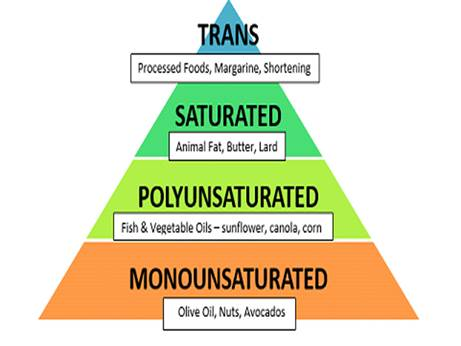 TRANS
Processed Foods, Margarine, Shortening
SATURATED
Animal Fat, Butter, Lard
POLYUNSATURATED
Fish & Vegetable Oils – sunflower, canola, corn
MONOUNSATURATED
Olive Oil, Nuts, Avocados